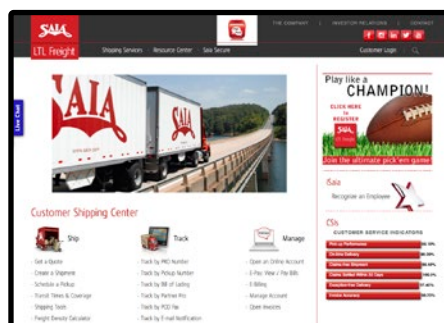 THE COMPANY | INVESTOR RELATIONS | CONTACT
SAIA
LTL Freight
Shipping Services
Resource Center
Saia Secure
Customer Login
Live Chat
SAIA
SAIA
Play like a
CHAMPION!
CLICK HERE
to
REGISTER
SAIA
Join the ultimate pick'em game!
iSaia
Recognize an Employee
Customer Shipping Center
Ship
- Get a Quote
- Create a Shipment
- Schedule a Pickup
- Transit Times & Coverage
- Shipping Tools
- Freight Density Calculator
Track
- Track by PRO Number
- Track by Pickup Number
- Track by Bill of Lading
- Track by Partner Pro
- Track by POD Fax
- Track by E-mail Notification
Manage
- Open an Online Account
- E-Pay: View / Pay Bills
- E-Billing
- Manage Account
- Open Invoices
CSIs
CUSTOMER SERVICE INDICATORS
Pick-up Performance
On-time Delivery
Claims-free Shipment
Claims Settled Within 30 Days
Exception-free Delivery
Invoice Accuracy